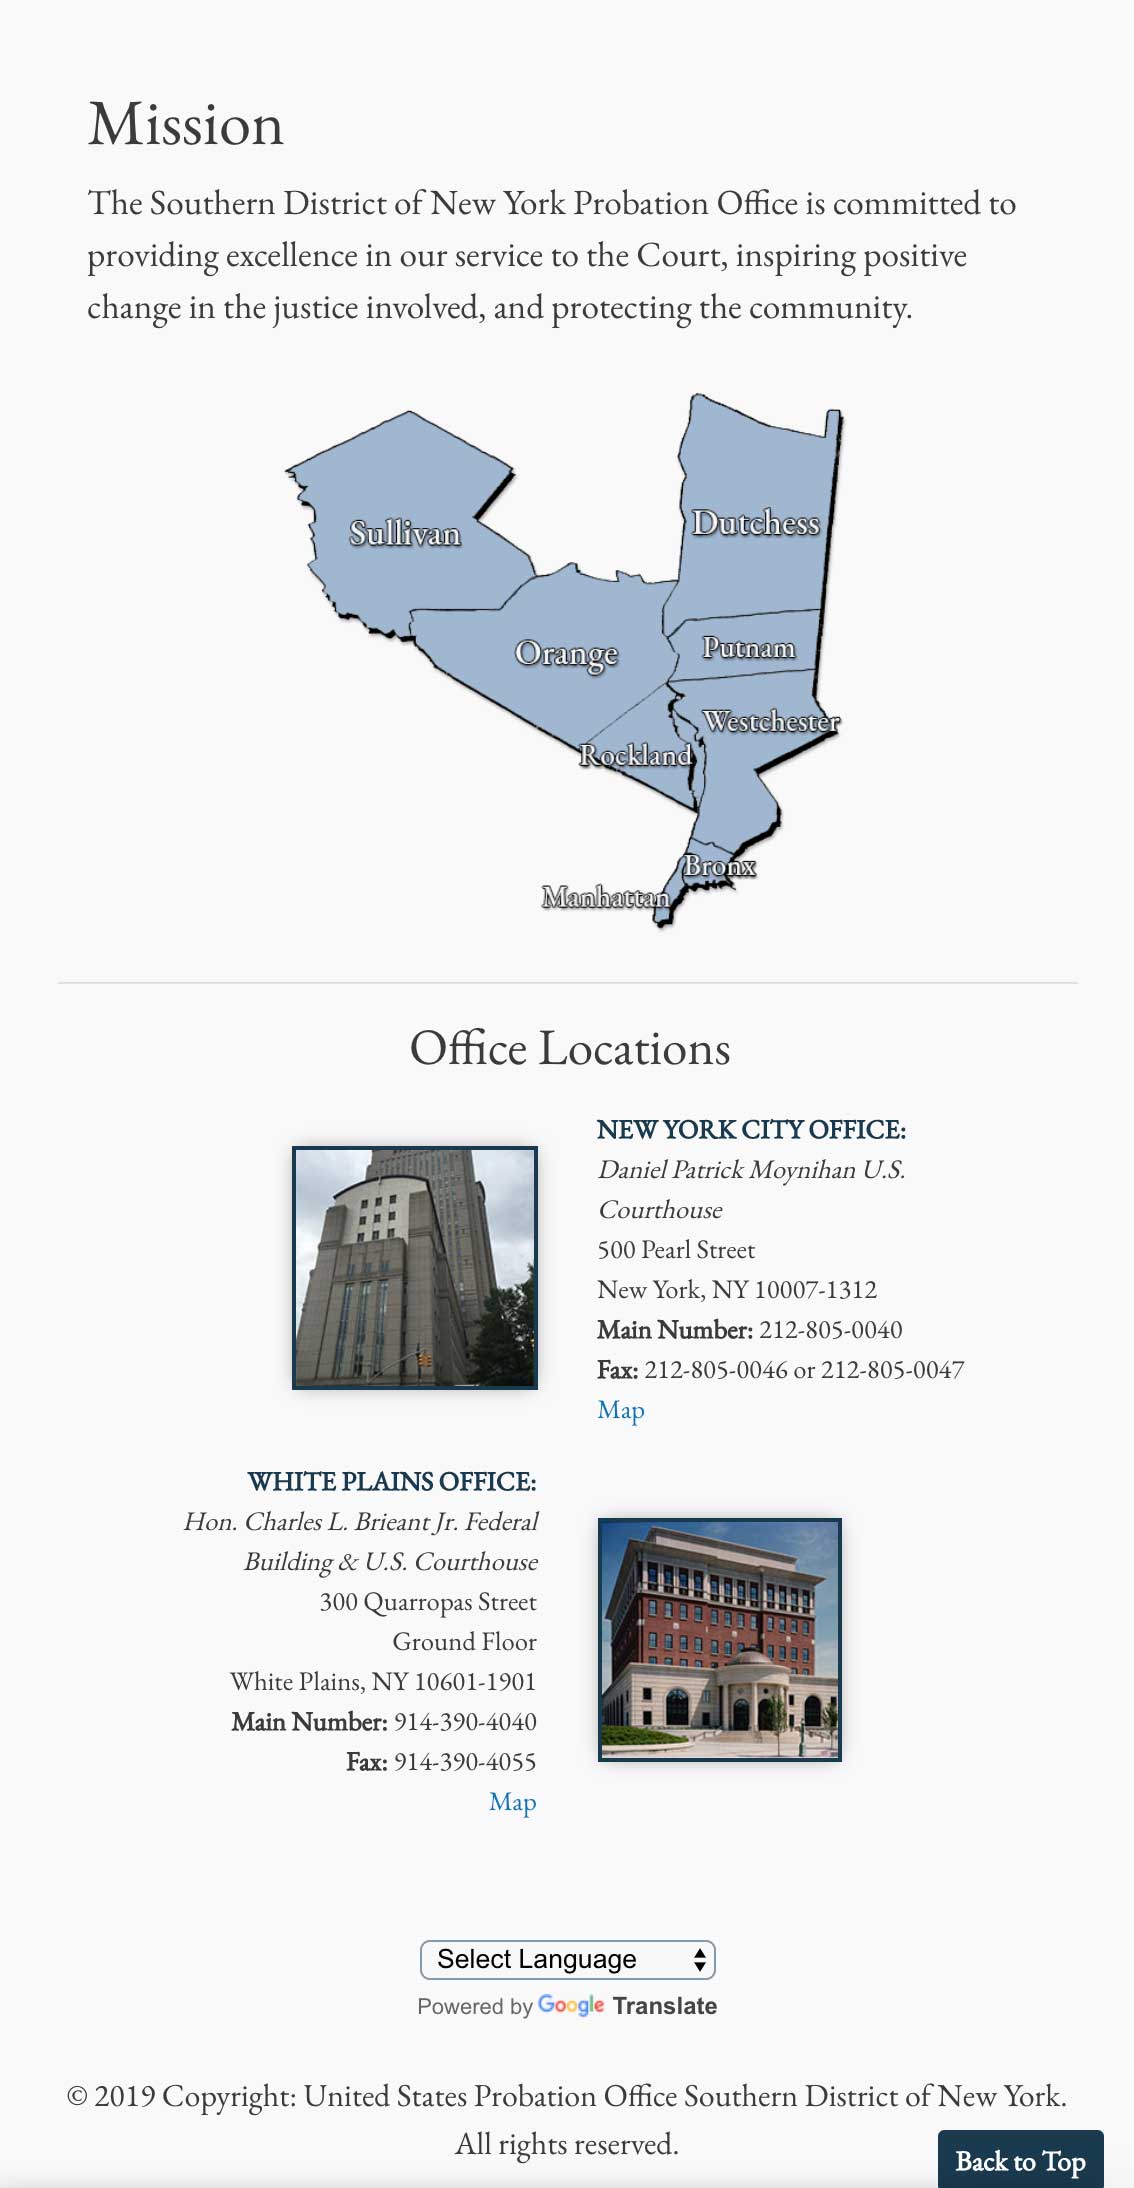 Mission
The Southern District of New York Probation Office is committed to
providing excellence in our service to the Court, inspiring positive
change in the justice involved, and protecting the community.
Sullivan
Dutchess
Orange
Putnam
Westchester
Rockland
Bronx
Manhattan
Office Locations
NEW YORK CITY OFFICE:
Daniel Patrick Moynihan U.S.
Courthouse
500 Pearl Street
New York, NY 10007-1312
Main Number: 212-805-0040
Fax: 212-805-0046 or 212-805-0047
Map
WHITE PLAINS OFFICE:
Hon. Charles L. Brieant Jr. Federal
Building & U.S. Courthouse
300 Quarropas Street
Ground Floor
White Plains, NY 10601-1901
Main Number: 914-390-4040
Fax: 914-390-4055
Map
Select Language
Powered by Google Translate
© 2019 Copyright: United States Probation Office Southern District of New York.
All rights reserved.
Back to Top